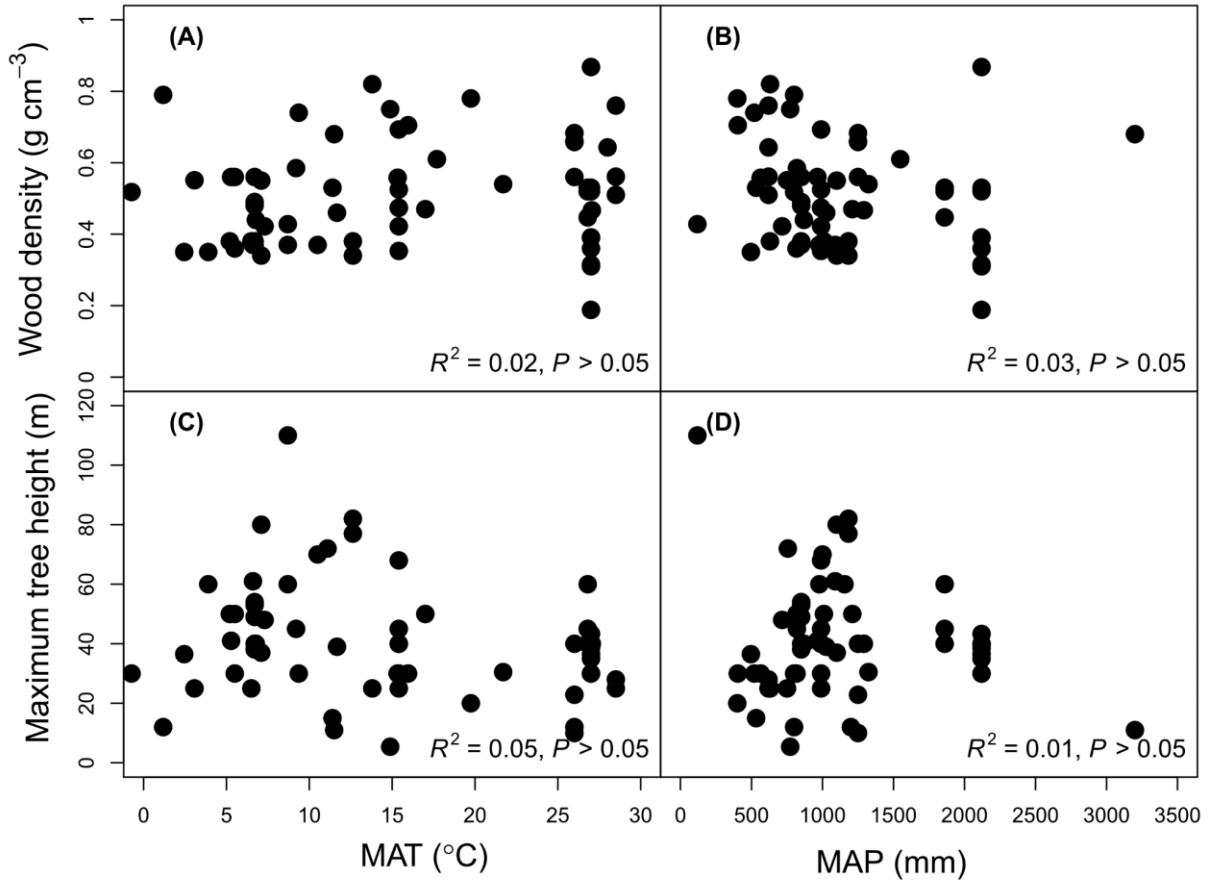 (A)
Wood density (g cm⁻³)
0 0.2 0.4 0.6 0.8 1
R² = 0.02, P > 0.05
(B)
R² = 0.03, P > 0.05
(C)
Maximum tree height (m)
0 20 40 60 80 100 120
R² = 0.05, P > 0.05
(D)
R² = 0.01, P > 0.05
0 5 10 15 20 25 30
0 500 1000 1500 2000 2500 3000 3500
MAT (°C)
MAP (mm)